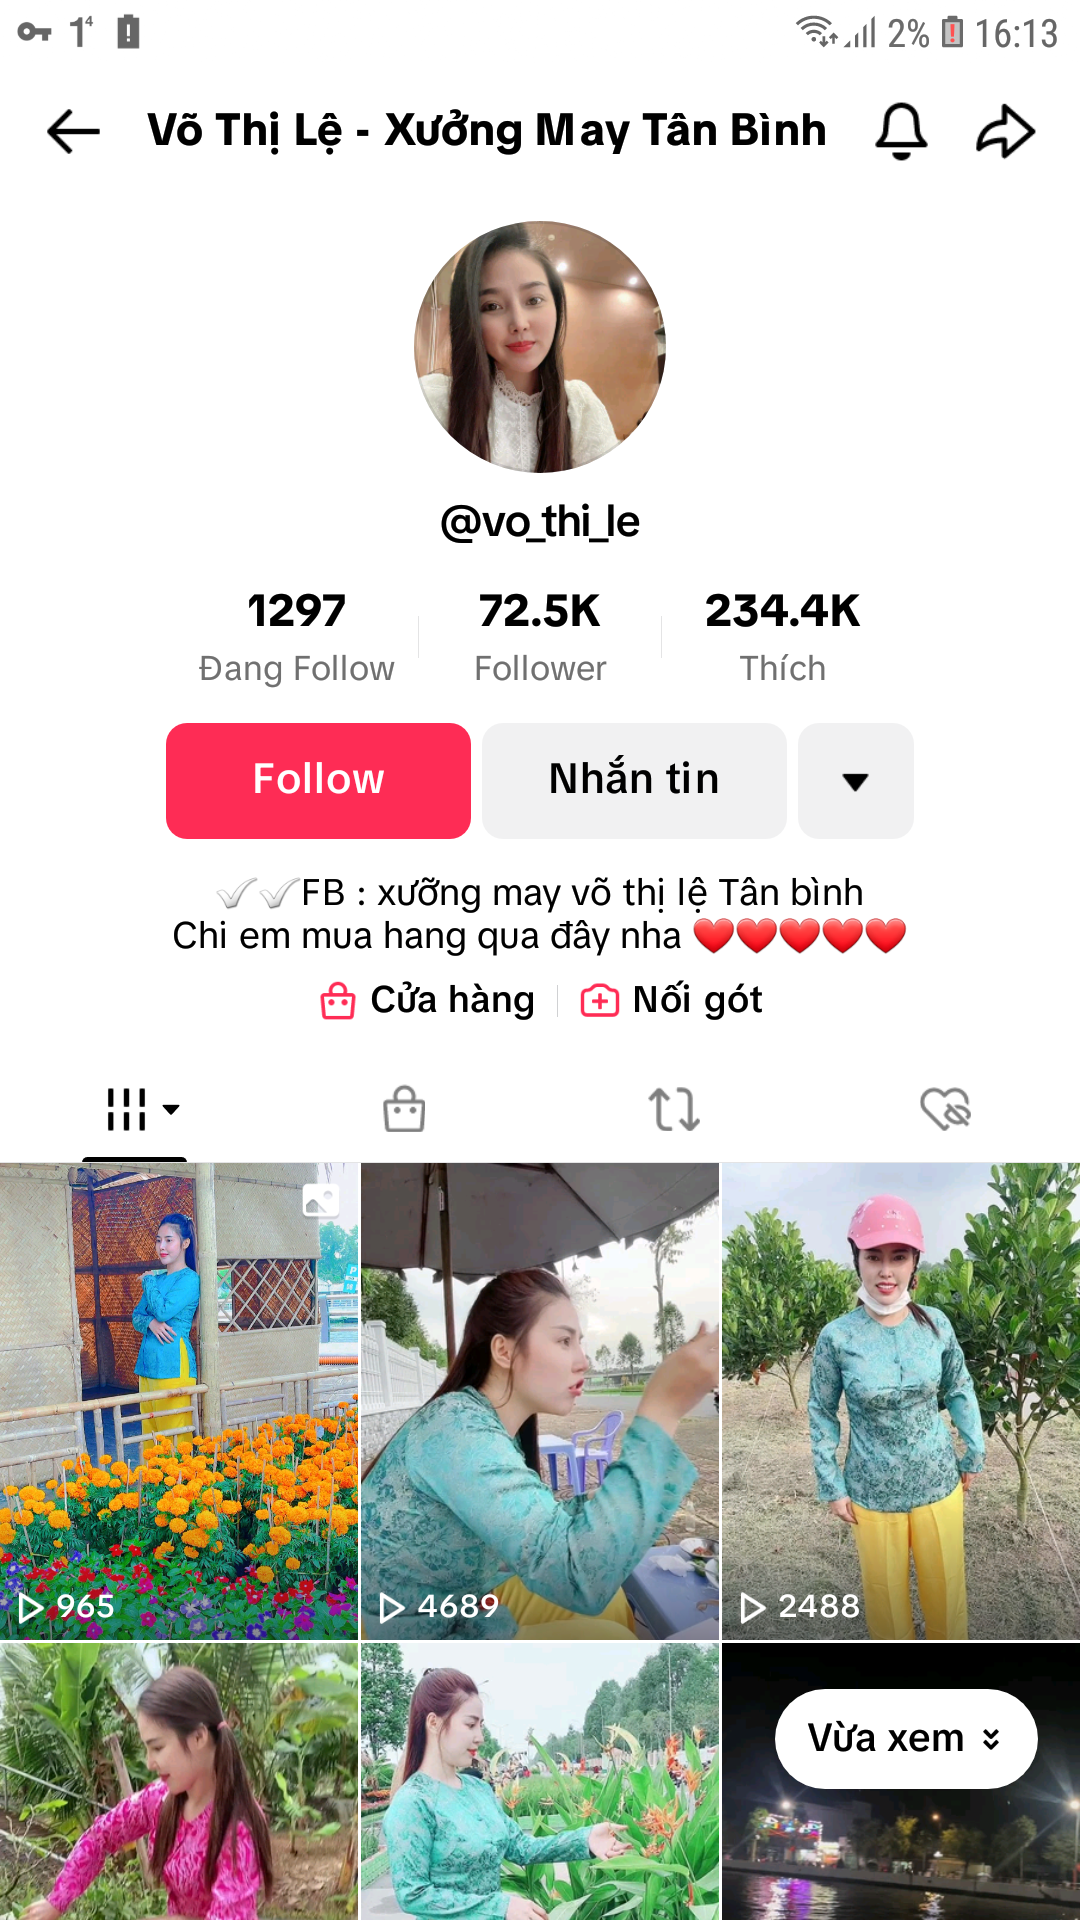 1⁴
2% 16:13
Võ Thị Lệ - Xưởng May Tân Bình
@vo_thi_le
1297 72.5K 234.4K
Đang Follow Follower Thích
Follow Nhắn tin
✓✓FB : xưỡng may võ thị lệ Tân bình
Chi em mua hang qua đây nha ❤️❤️❤️❤️❤️
Cửa hàng Nối gót
965 4689 2488
Vừa xem